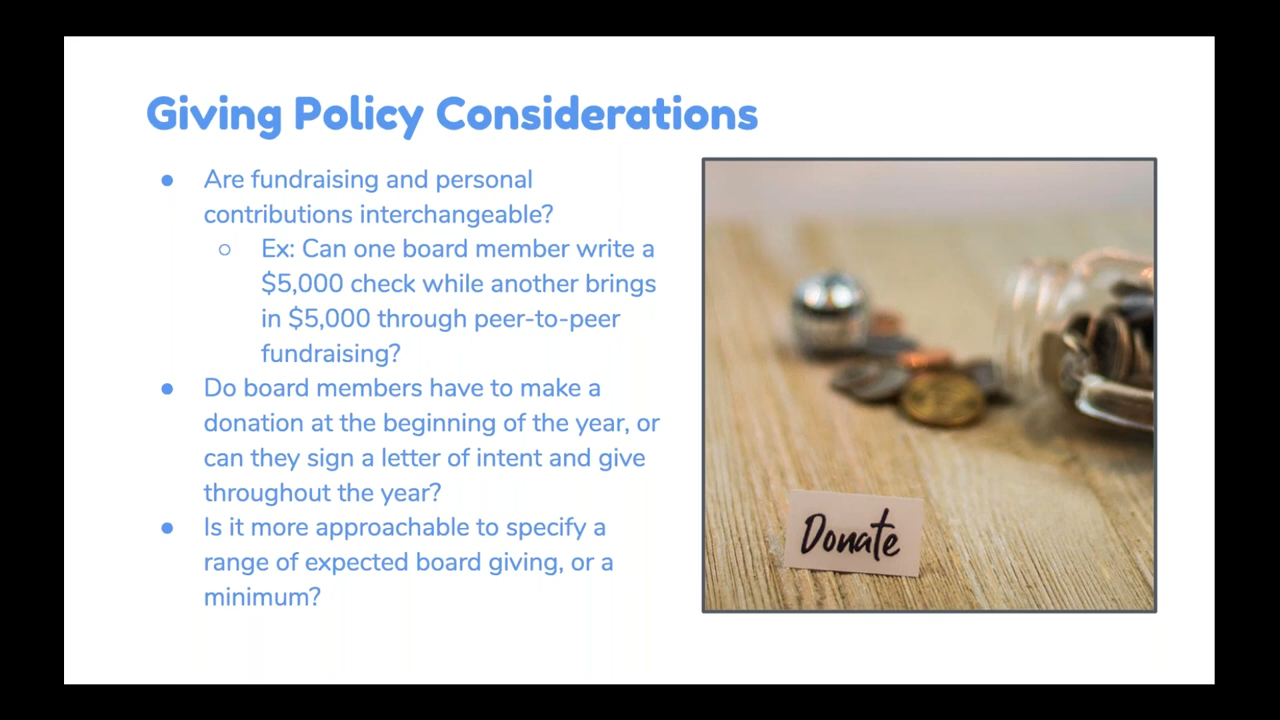 Giving Policy Considerations
● Are fundraising and personal
contributions interchangeable?
○ Ex: Can one board member write a
$5,000 check while another brings
in $5,000 through peer-to-peer
fundraising?
● Do board members have to make a
donation at the beginning of the year, or
can they sign a letter of intent and give
throughout the year?
● Is it more approachable to specify a
range of expected board giving, or a
minimum?
Donate